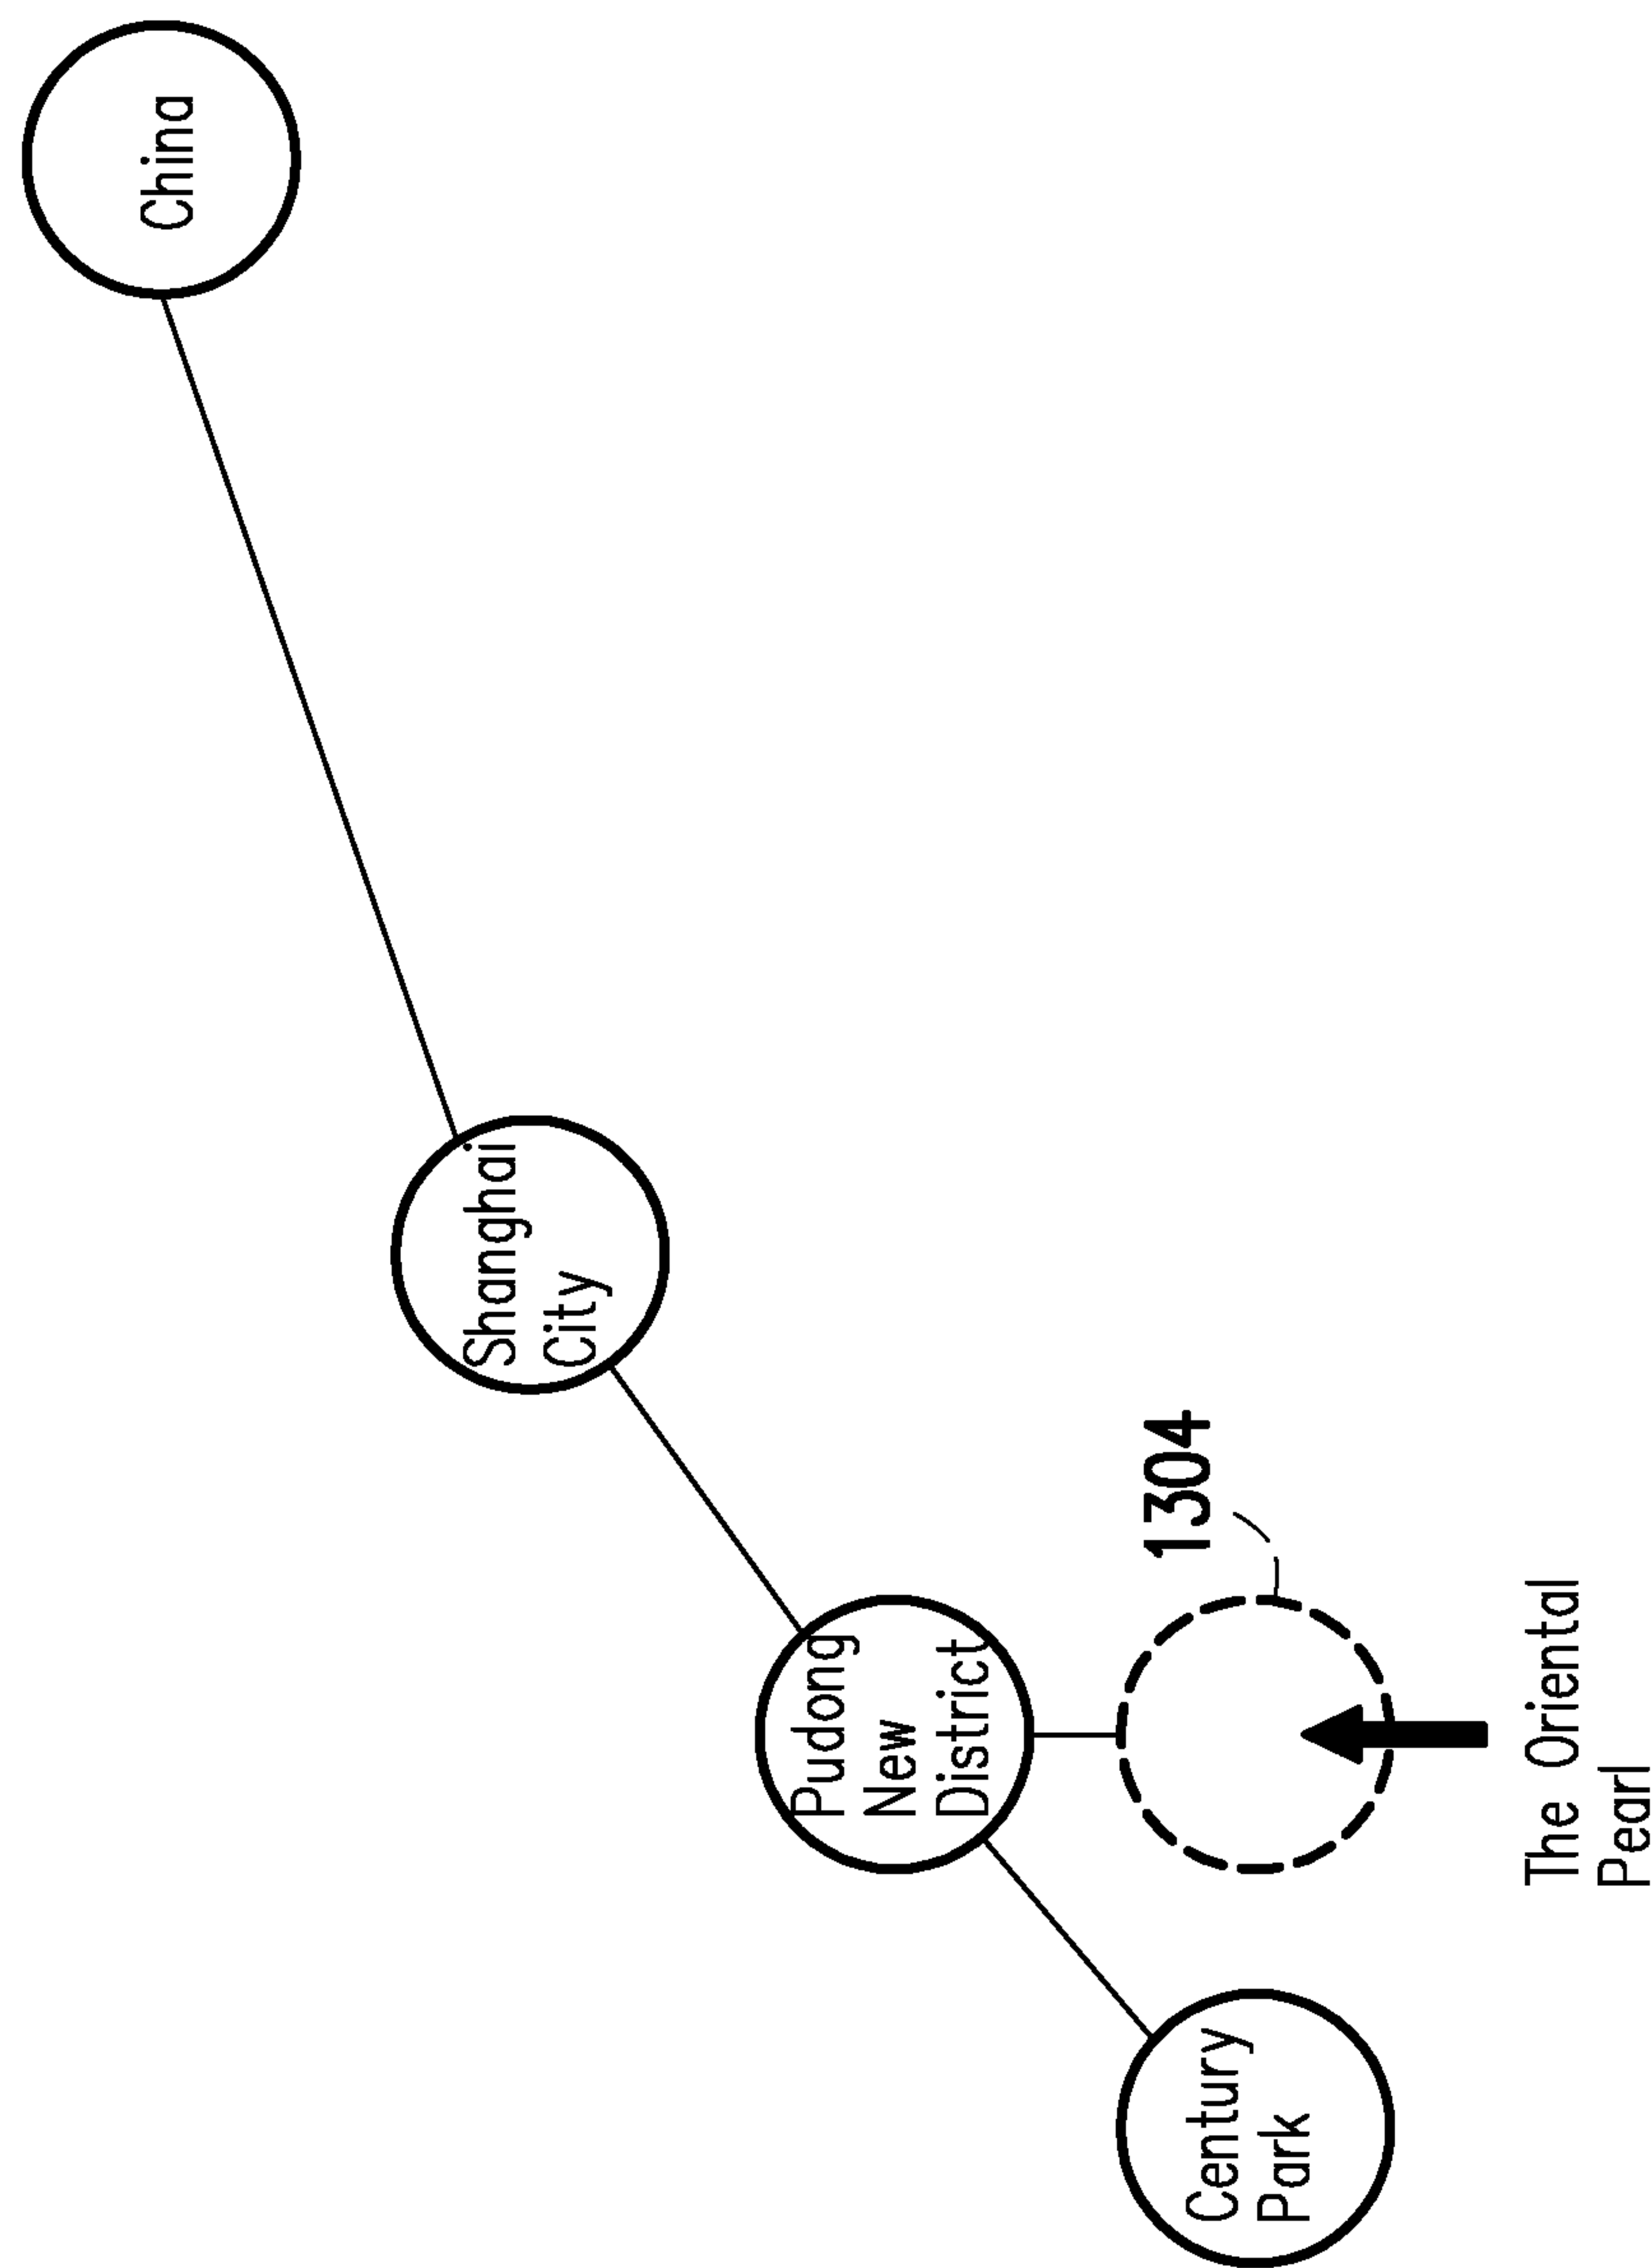 China
Shanghai
City
Pudong
New
District
1304
Century
Park
The Oriental
Pearl